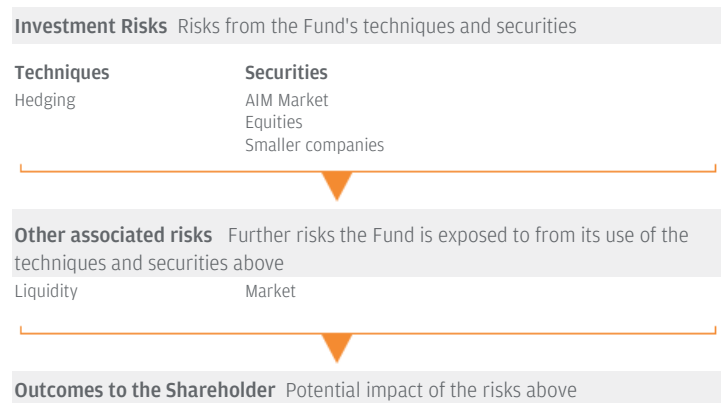 Investment Risks Risks from the Fund's techniques and securities
Techniques Securities
Hedging AIM Market
Equities
Smaller companies
Other associated risks Further risks the Fund is exposed to from its use of the
techniques and securities above
Liquidity Market
Outcomes to the Shareholder Potential impact of the risks above